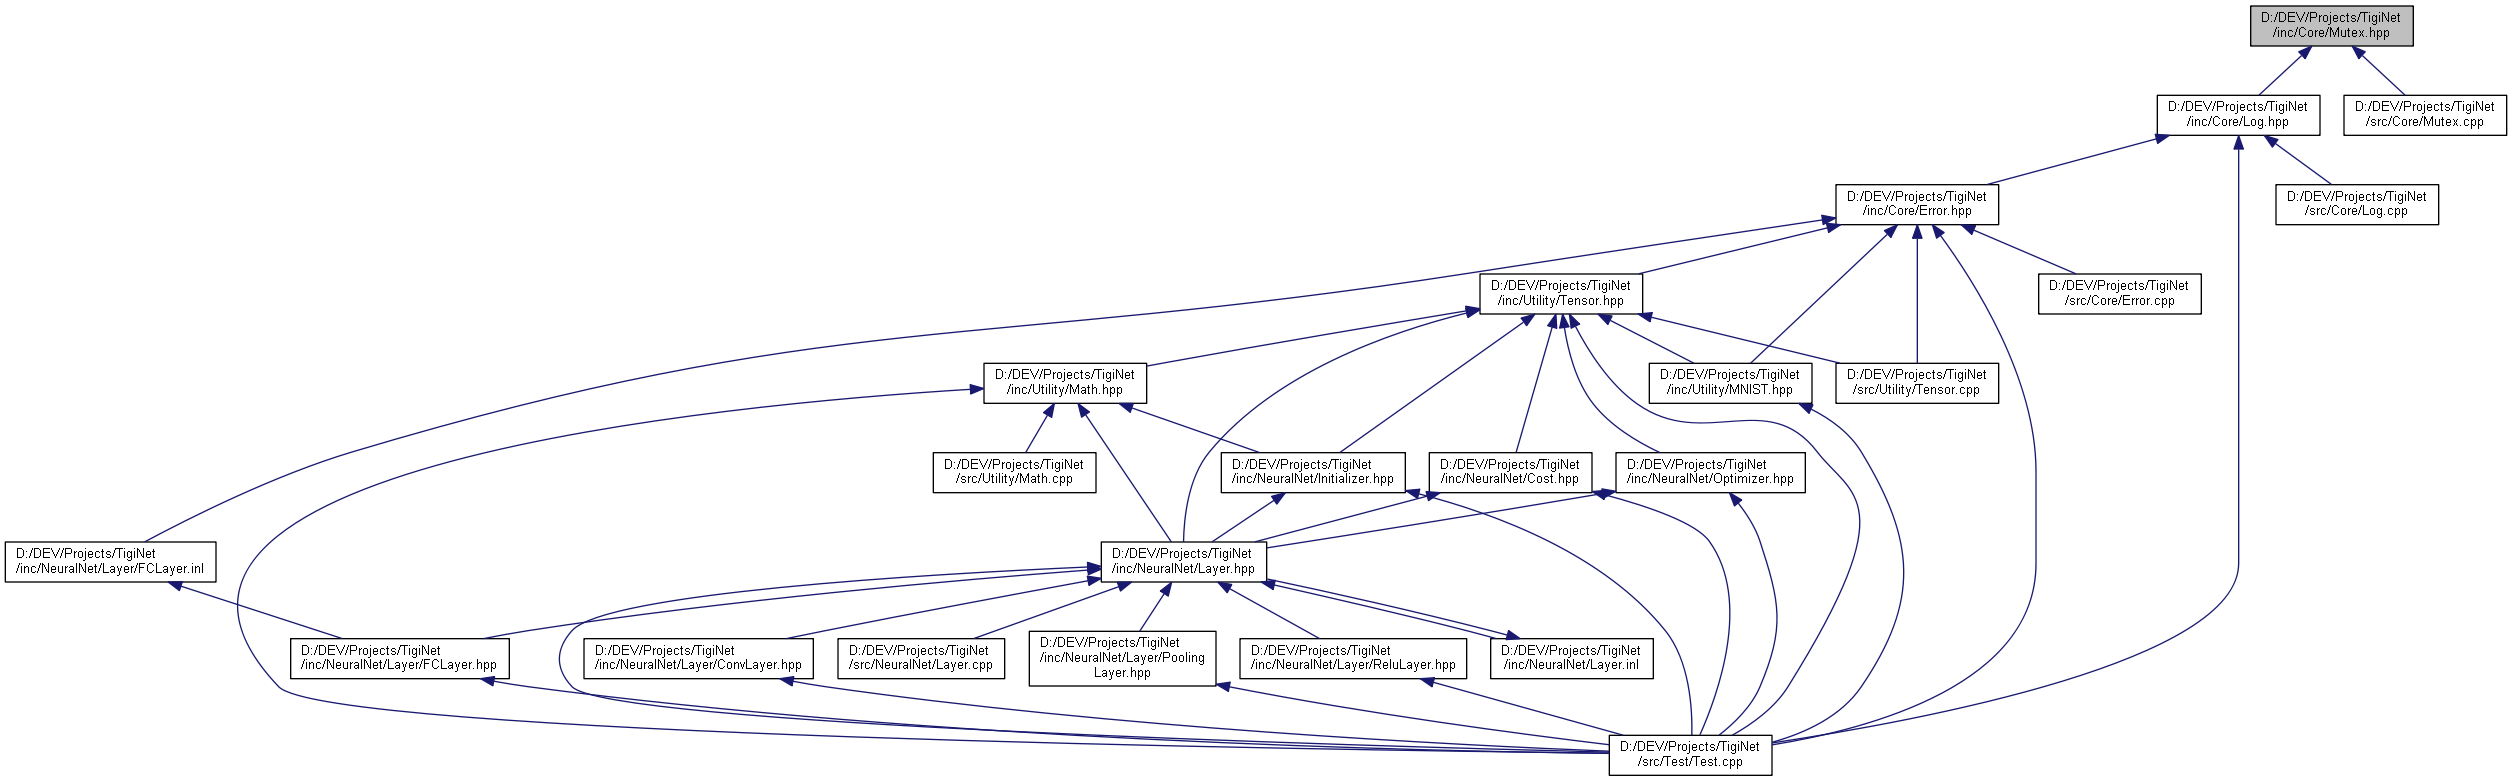 D:/DEV/Projects/TigiNet
/inc/Core/Mutex.hpp
D:/DEV/Projects/TigiNet
/inc/Core/Log.hpp
D:/DEV/Projects/TigiNet
/src/Core/Mutex.cpp
D:/DEV/Projects/TigiNet
/inc/Core/Error.hpp
D:/DEV/Projects/TigiNet
/src/Core/Log.cpp
D:/DEV/Projects/TigiNet
/inc/Utility/Tensor.hpp
D:/DEV/Projects/TigiNet
/src/Core/Error.cpp
D:/DEV/Projects/TigiNet
/inc/Utility/Math.hpp
D:/DEV/Projects/TigiNet
/inc/Utility/MNIST.hpp
D:/DEV/Projects/TigiNet
/src/Utility/Tensor.cpp
D:/DEV/Projects/TigiNet
/src/Utility/Math.cpp
D:/DEV/Projects/TigiNet
/inc/NeuralNet/Initializer.hpp
D:/DEV/Projects/TigiNet
/inc/NeuralNet/Cost.hpp
D:/DEV/Projects/TigiNet
/inc/NeuralNet/Optimizer.hpp
D:/DEV/Projects/TigiNet
/inc/NeuralNet/Layer/FCLayer.inl
D:/DEV/Projects/TigiNet
/inc/NeuralNet/Layer.hpp
D:/DEV/Projects/TigiNet
/inc/NeuralNet/Layer/FCLayer.hpp
D:/DEV/Projects/TigiNet
/inc/NeuralNet/Layer/ConvLayer.hpp
D:/DEV/Projects/TigiNet
/src/NeuralNet/Layer.cpp
D:/DEV/Projects/TigiNet
/inc/NeuralNet/Layer/Pooling
Layer.hpp
D:/DEV/Projects/TigiNet
/inc/NeuralNet/Layer/ReluLayer.hpp
D:/DEV/Projects/TigiNet
/inc/NeuralNet/Layer.inl
D:/DEV/Projects/TigiNet
/src/Test/Test.cpp